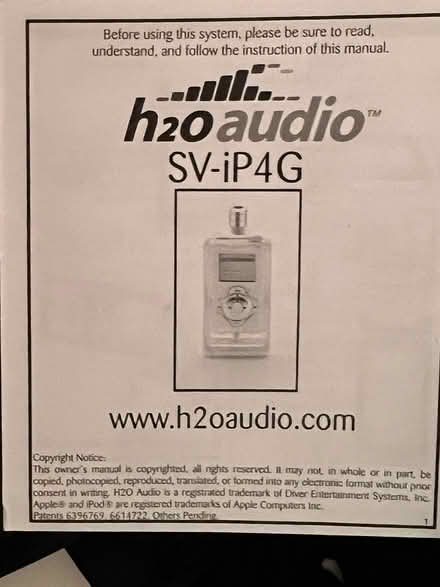 Before using this system, please be sure to read,
understand, and follow the instruction of this manual.
h2o audio™
SV-iP4G
www.h2oaudio.com
Copyright Notice:
This owner's manual is copyrighted, all rights reserved. It may not, in whole or in part, be
copied, photocopied, reproduced, translated, or formed into any electronic format without prior
consent in writing. H2O Audio is a registrated trademark of Diver Entertainment Systems, Inc.
Apple® and iPod® are registered trademarks of Apple Computers Inc.
Patents 6396769, 6614722, Others Pending.
1